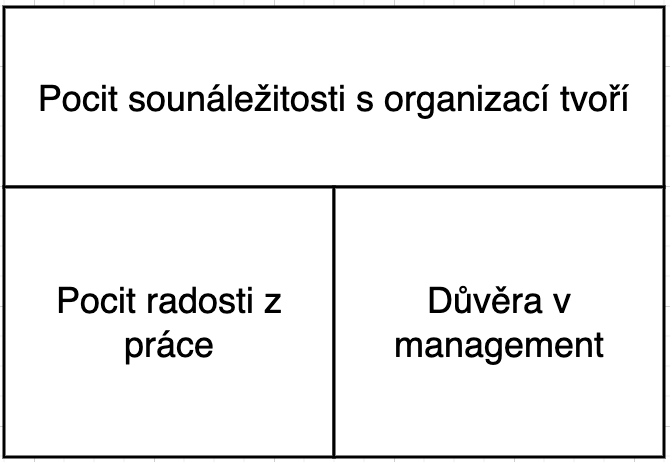 Pocit sounáležitosti s organizací tvoří
Pocit radosti z
práce
Důvěra v
management